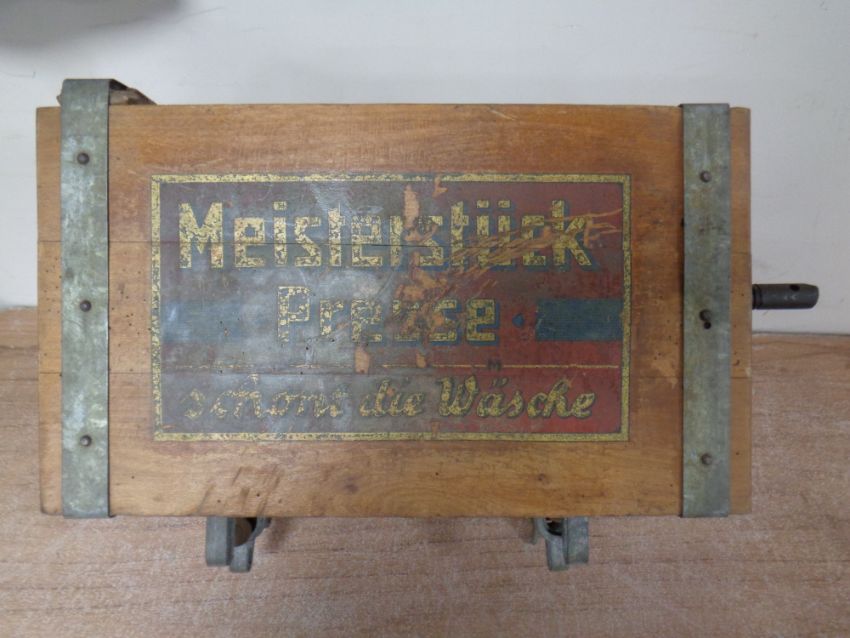 Meisterstück
Presse
M
schont die Wäsche